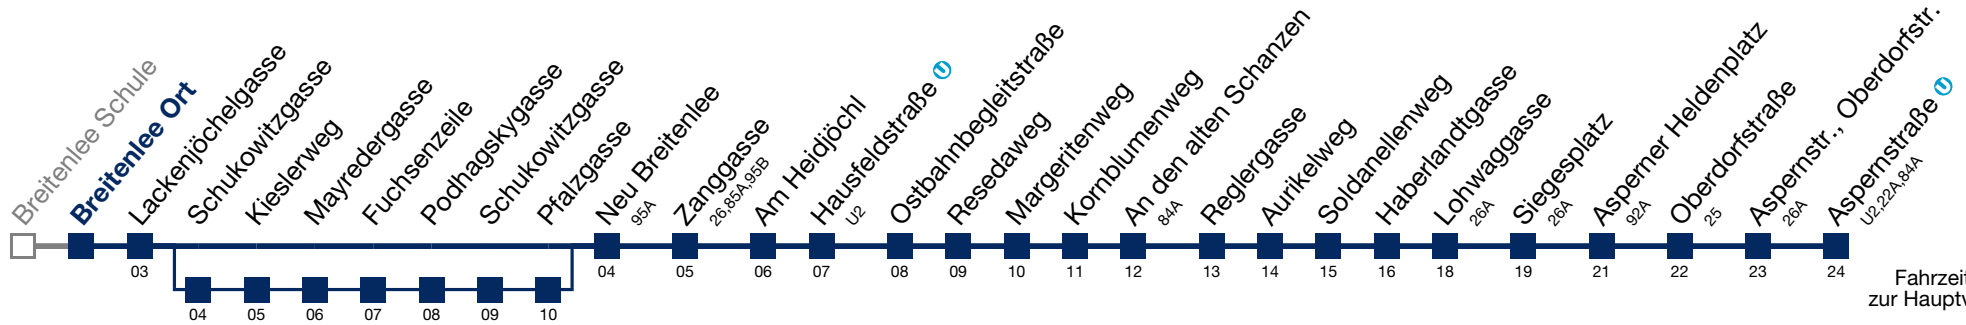 Breitenlee Schule
Breitenlee Ort
Lackenjöchelgasse
Schukowitzgasse
Kieslerweg
Mayredergasse
Fuchsenzeile
Podhagskygasse
Schukowitzgasse
Pfalzgasse
Neu Breitenlee
95A
Zanggasse
26,85A,95B
Am Heidjöchl
Hausfeldstraße U
U2
Ostbahnbegleitstraße
Resedaweg
Margeritenweg
Kornblumenweg
An den alten Schanzen
84A
Reglergasse
Aurikelweg
Soldanellenweg
Haberlandtgasse
Lohwaggasse
26A
Siegesplatz
26A
Asperner Heldenplatz
92A
Oberdorfstraße
25
Aspernstr., Oberdorfstr.
26A
Aspernstraße U
U2,22A,84A
03 04 05 06 07 08 09 10 11 12 13 14 15 16 18 19 21 22 23 24
04 05 06 07 08 09 10
Fahrzeit
zur Hauptv